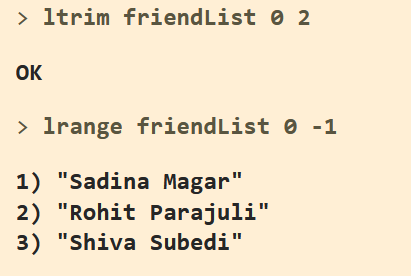 > ltrim friendList 0 2
OK
> lrange friendList 0 -1
1) "Sadina Magar"
2) "Rohit Parajuli"
3) "Shiva Subedi"